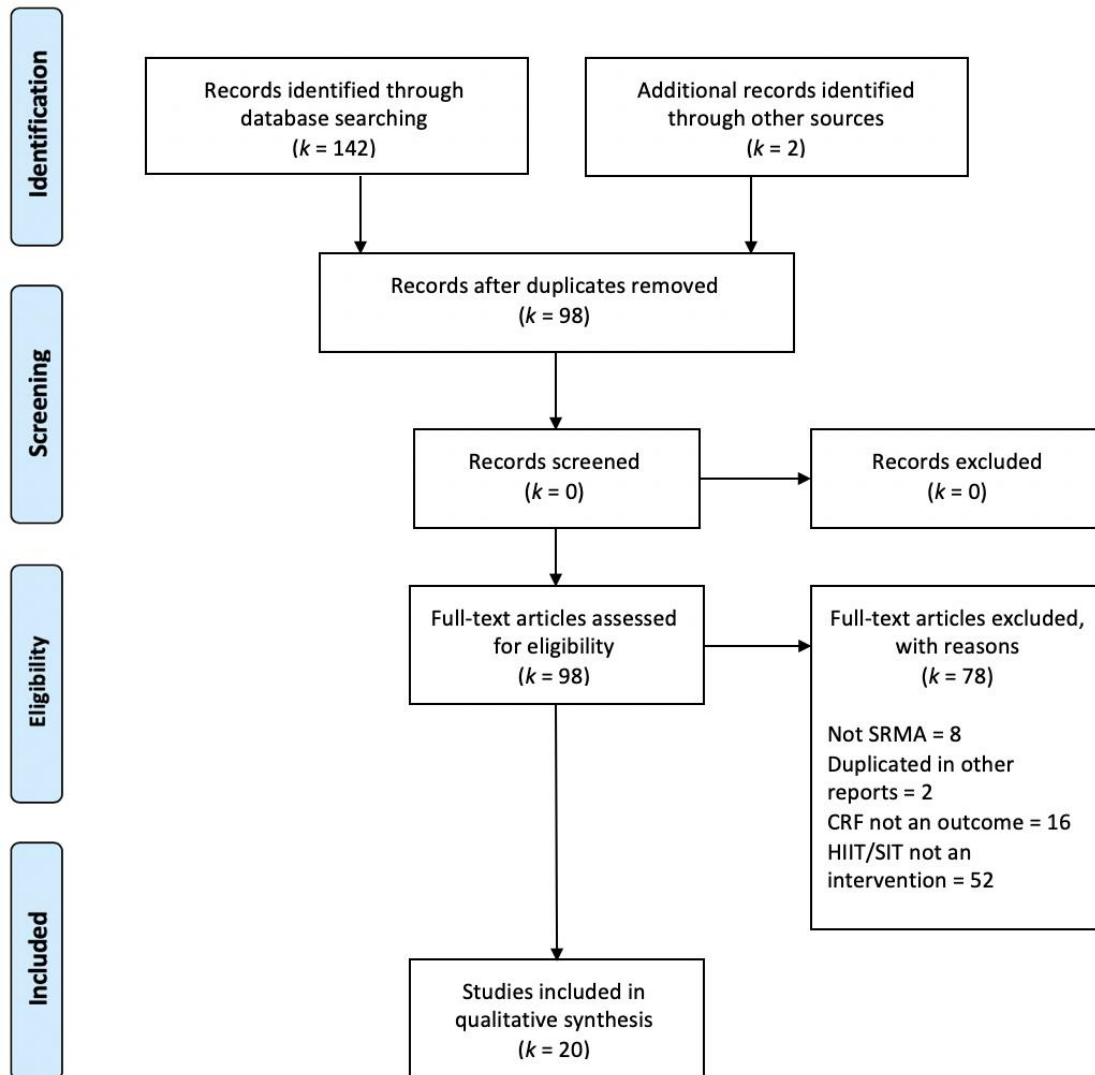 Identification
Records identified through
database searching
(k = 142)
Additional records identified
through other sources
(k = 2)
Records after duplicates removed
(k = 98)
Screening
Records screened
(k = 0)
Records excluded
(k = 0)
Eligibility
Full-text articles assessed
for eligibility
(k = 98)
Full-text articles excluded,
with reasons
(k = 78)
Not SRMA = 8
Duplicated in other
reports = 2
CRF not an outcome = 16
HIIT/SIT not an
intervention = 52
Included
Studies included in
qualitative synthesis
(k = 20)